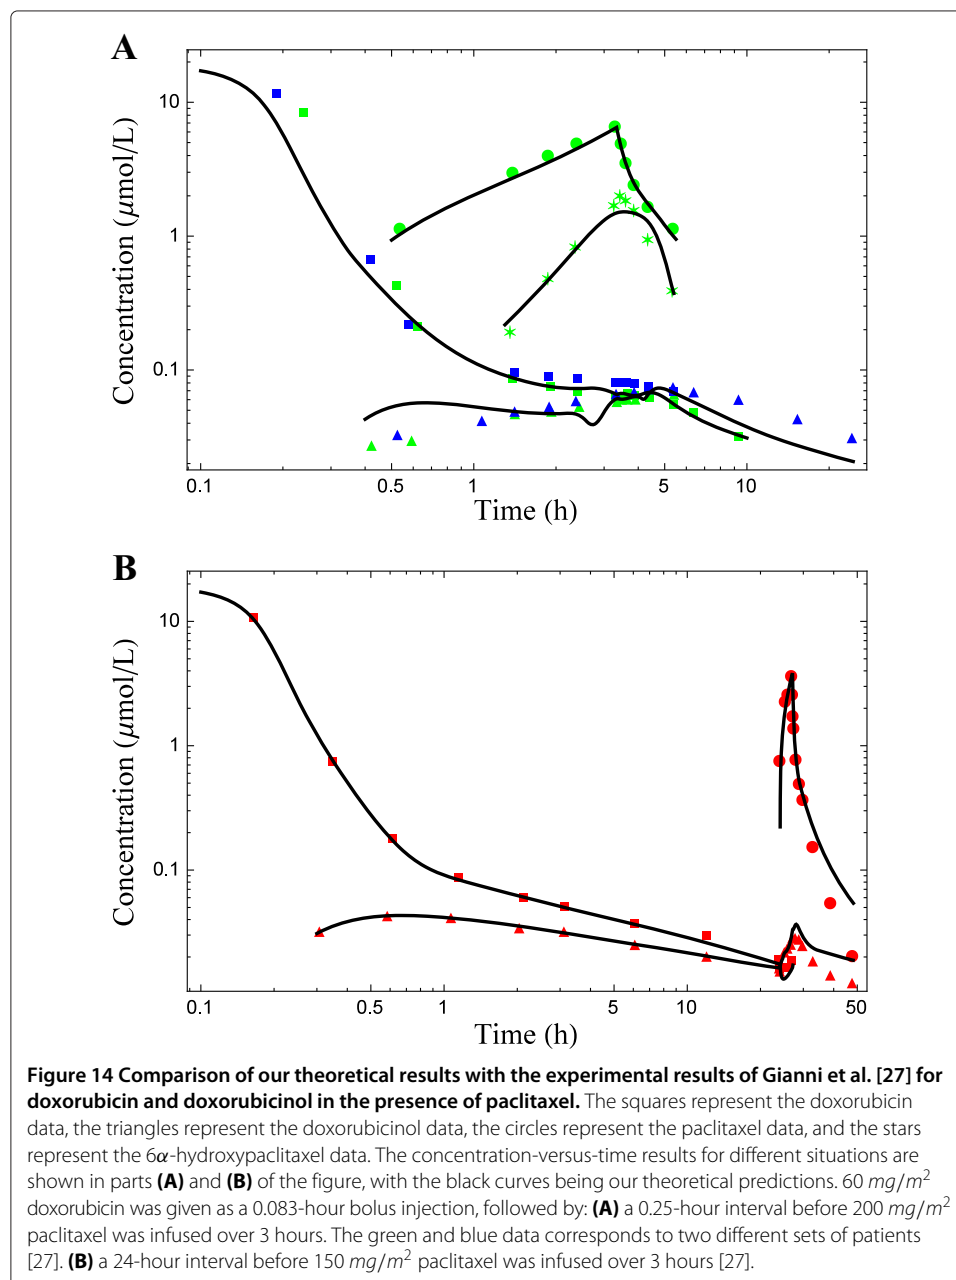 A
Concentration (μmol/L)
10
1
0.1
0.1
0.5
1
5
10
Time (h)
B
Concentration (μmol/L)
10
1
0.1
0.1
0.5
1
5
10
50
Time (h)
Figure 14 Comparison of our theoretical results with the experimental results of Gianni et al. [27] for
doxorubicin and doxorubicinol in the presence of paclitaxel. The squares represent the doxorubicin
data, the triangles represent the doxorubicinol data, the circles represent the paclitaxel data, and the stars
represent the 6α-hydroxypaclitaxel data. The concentration-versus-time results for different situations are
shown in parts (A) and (B) of the figure, with the black curves being our theoretical predictions. 60 mg/m²
doxorubicin was given as a 0.083-hour bolus injection, followed by: (A) a 0.25-hour interval before 200 mg/m²
paclitaxel was infused over 3 hours. The green and blue data corresponds to two different sets of patients
[27]. (B) a 24-hour interval before 150 mg/m² paclitaxel was infused over 3 hours [27].